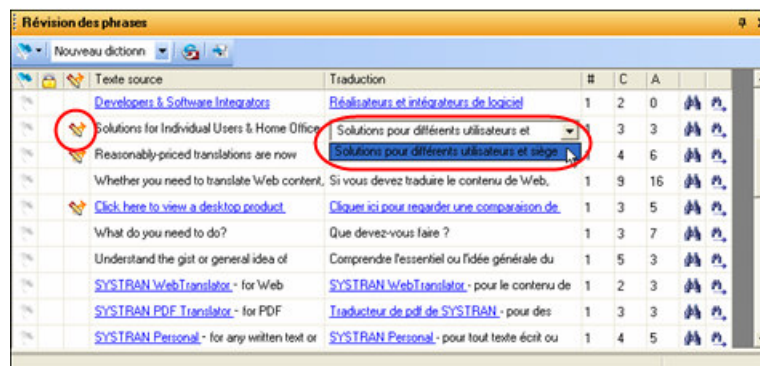 Révision des phrases
Nouveau dictionn
Texte source Traduction # C A
Developers & Software Integrators Réalisateurs et intégrateurs de logiciel 1 2 0
Solutions for Individual Users & Home Office Solutions pour différents utilisateurs et 1 3 3
Reasonably-priced translations are now Solutions pour différents utilisateurs et siège 1 4 6
Whether you need to translate Web content, Si vous devez traduire le contenu de Web, 1 9 16
Click here to view a desktop product Cliquer ici pour regarder une comparaison de 1 3 5
What do you need to do? Que devez-vous faire ? 1 3 7
Understand the gist or general idea of Comprendre l'essentiel ou l'idée générale du 1 5 3
SYSTRAN WebTranslator - for Web SYSTRAN WebTranslator - pour le contenu de 1 2 3
SYSTRAN PDF Translator - for PDF Traducteur de pdf de SYSTRAN - pour des 1 3 3
SYSTRAN Personal - for any written text or SYSTRAN Personal - pour tout texte écrit ou 1 4 5